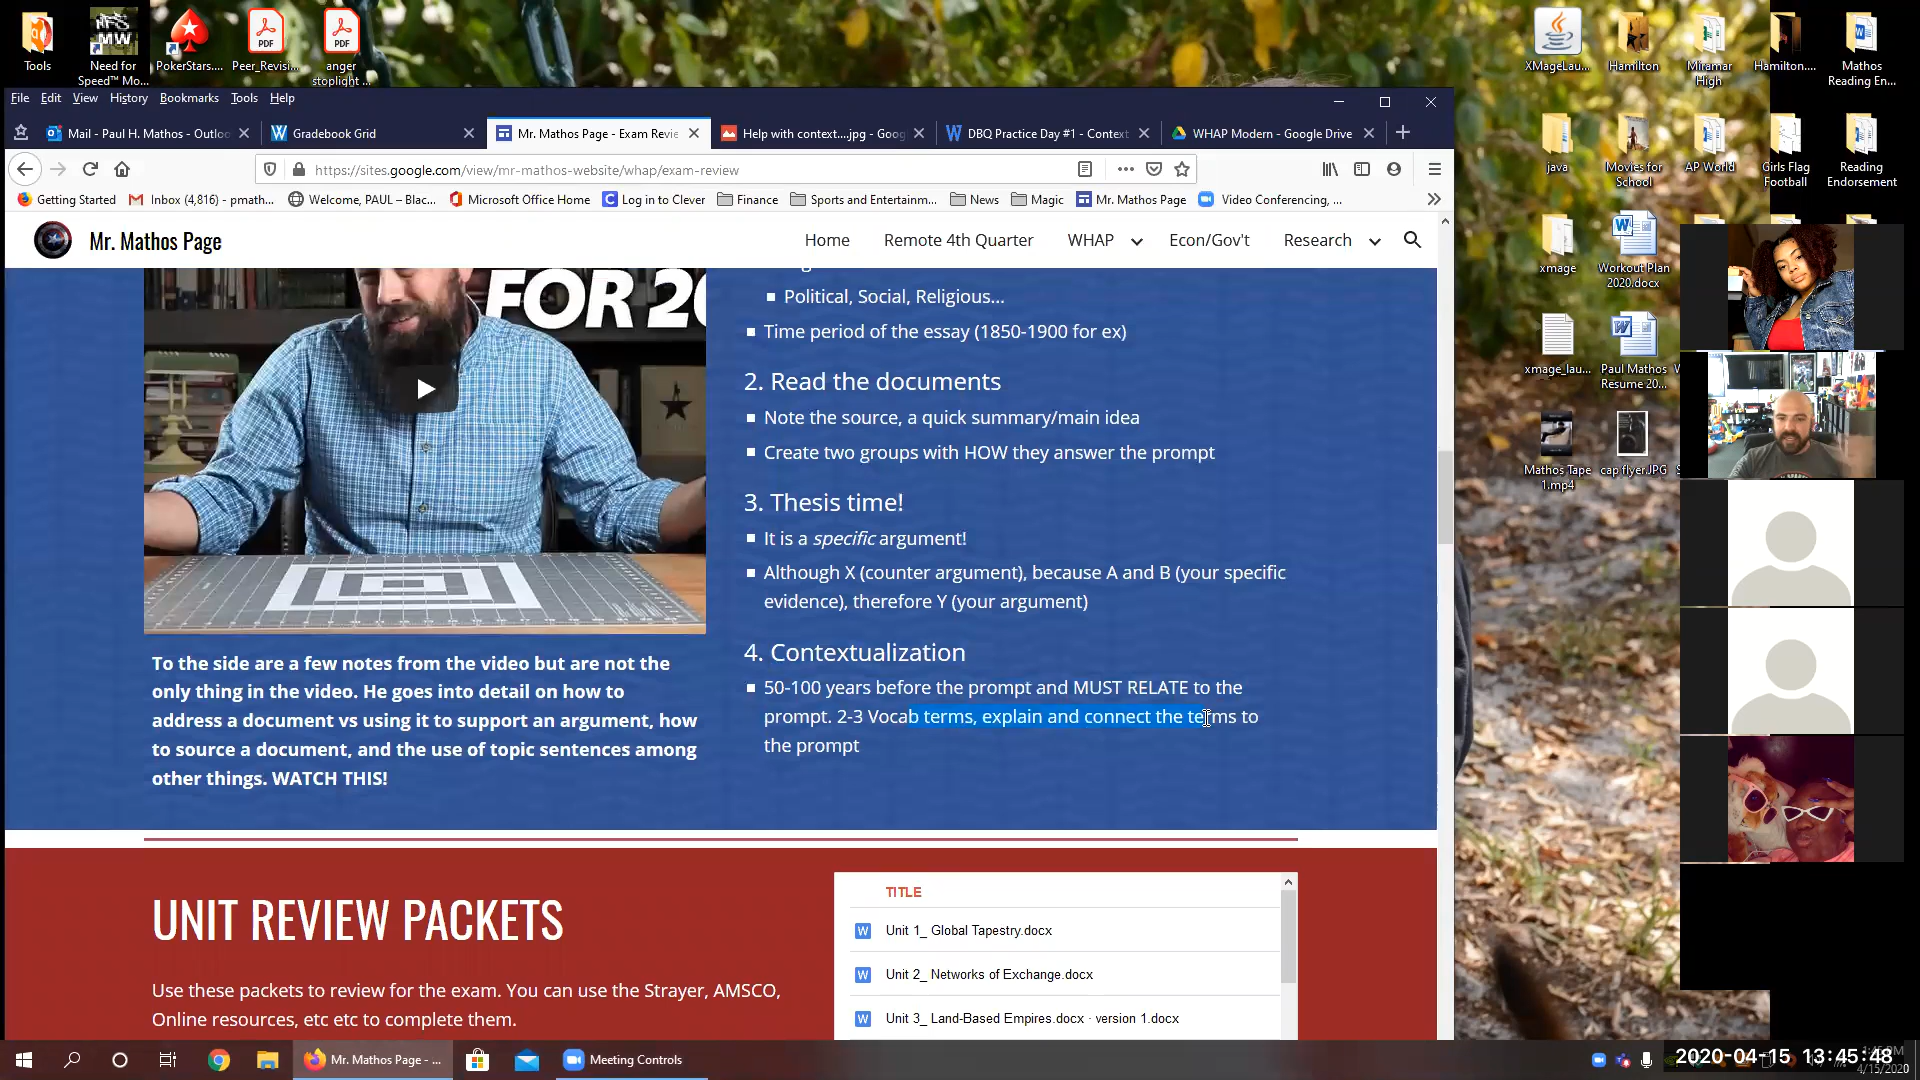 Tools
Need for
Speed™ Mo...
PokerStars....
Peer_Revisi...
anger
stoplight ...
XMageLau...
Hamilton
Miramar
High
Hamilton....
Mathos
Reading En...
File Edit View History Bookmarks Tools Help
Mail - Paul H. Mathos - Outloo
Gradebook Grid
Mr. Mathos Page - Exam Revie
Help with context....jpg - Goog
DBQ Practice Day #1 - Context
WHAP Modern - Google Drive
https://sites.google.com/view/mr-mathos-website/whap/exam-review
Getting Started
Inbox (4,816) - pmath...
Welcome, PAUL – Blac...
Microsoft Office Home
Log in to Clever
Finance
Sports and Entertainm...
News
Magic
Mr. Mathos Page
Video Conferencing, ...
java
Movies for
School
AP World
Girls Flag
Football
Reading
Endorsement
Mr. Mathos Page
Home
Remote 4th Quarter
WHAP
Econ/Gov't
Research
xmage
Workout Plan
2020.docx
xmage_lau...
Paul Mathos
Resume 20...
Mathos Tape
1.mp4
cap flyer.JPG
FOR 20
Political, Social, Religious...
Time period of the essay (1850-1900 for ex)
2. Read the documents
Note the source, a quick summary/main idea
Create two groups with HOW they answer the prompt
3. Thesis time!
It is a specific argument!
Although X (counter argument), because A and B (your specific
evidence), therefore Y (your argument)
4. Contextualization
50-100 years before the prompt and MUST RELATE to the
prompt. 2-3 Vocab terms, explain and connect the terms to
the prompt
To the side are a few notes from the video but are not the
only thing in the video. He goes into detail on how to
address a document vs using it to support an argument, how
to source a document, and the use of topic sentences among
other things. WATCH THIS!
UNIT REVIEW PACKETS
Use these packets to review for the exam. You can use the Strayer, AMSCO,
Online resources, etc etc to complete them.
TITLE
Unit 1_ Global Tapestry.docx
Unit 2_ Networks of Exchange.docx
Unit 3_ Land-Based Empires.docx · version 1.docx
Mr. Mathos Page - ...
Meeting Controls
2020-04-15 13:45:48
4/15/2020